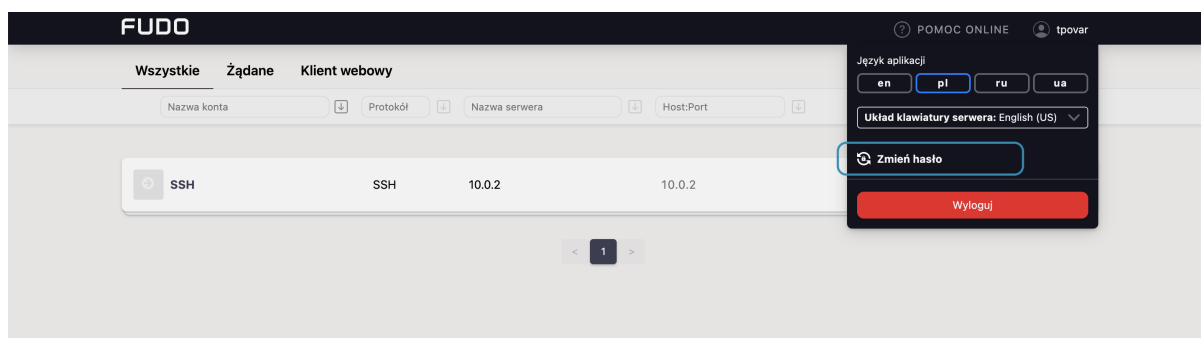 FUDO
POMOC ONLINE tpovar
Wszystkie Żądane Klient webowy
Nazwa konta Protokół Nazwa serwera Host:Port
Język aplikacji
en pl ru ua
Układ klawiatury serwera: English (US)
Zmień hasło
Wyloguj
SSH SSH 10.0.2 10.0.2
< 1 >